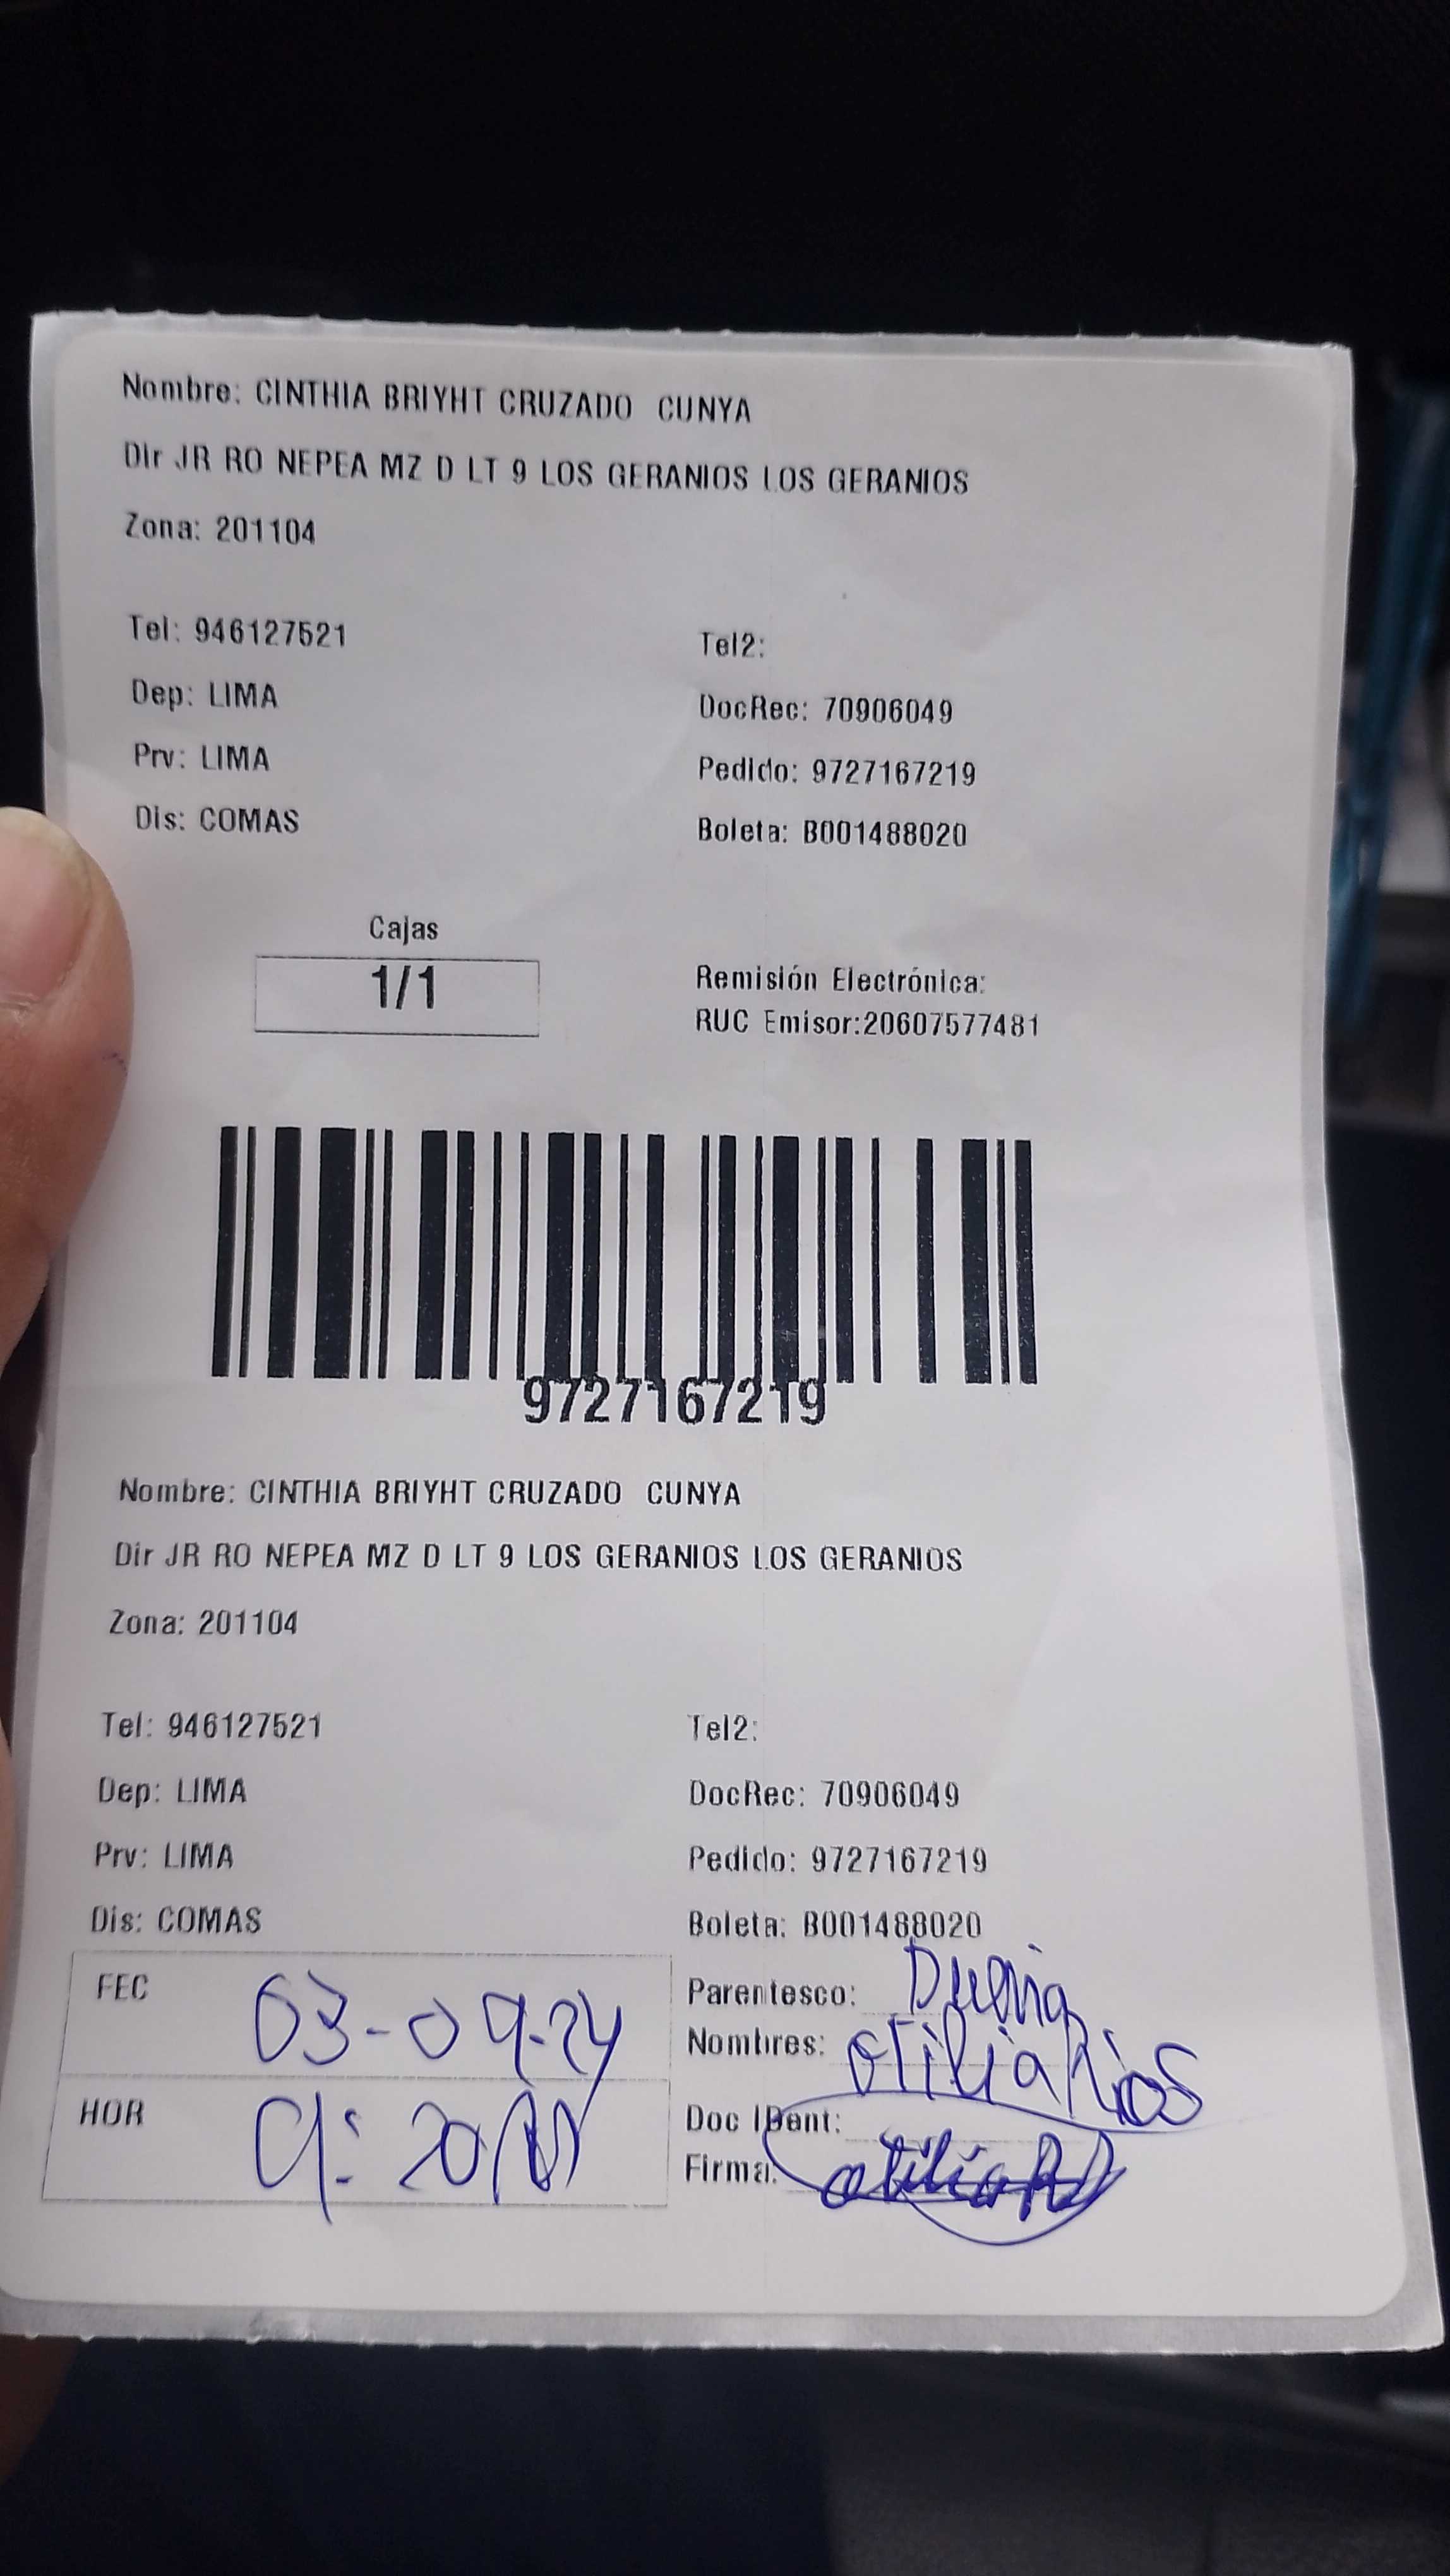 Nombre: CINTHIA BRIYHT CRUZADO CUNYA
Dir JR RO NEPEA MZ D LT 9 LOS GERANIOS LOS GERANIOS
Zona: 201104
Tel: 946127521
Tel2:
Dep: LIMA
DocRec: 70906049
Prv: LIMA
Pedido: 9727167219
Dis: COMAS
Boleta: B001488020
Cajas
1/1
Remisión Electrónica:
RUC Emisor:20607577481
9727167219
Nombre: CINTHIA BRIYHT CRUZADO CUNYA
Dir JR RO NEPEA MZ D LT 9 LOS GERANIOS LOS GERANIOS
Zona: 201104
Tel: 946127521
Tel2:
Dep: LIMA
DocRec: 70906049
Prv: LIMA
Pedido: 9727167219
Dis: COMAS
Boleta: B001488020
FEC 03-09-24
Parentesco: Dueña
Nombres: otilia Rios
HOR 9:20
Doc IDent:
Firma: otilia